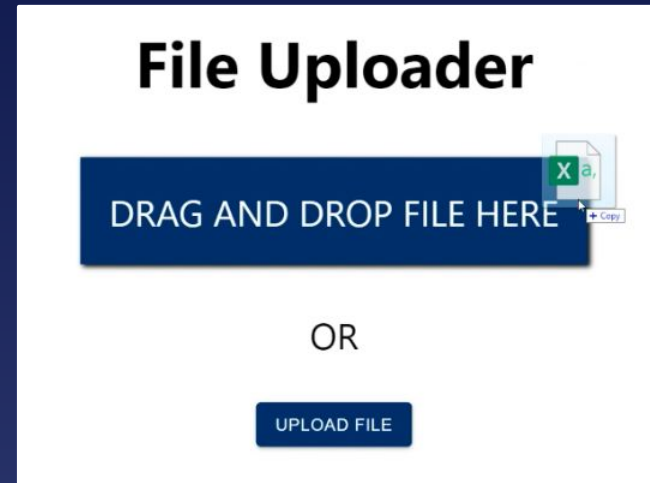 File Uploader
X a,
DRAG AND DROP FILE HERE
+ Copy
OR
UPLOAD FILE